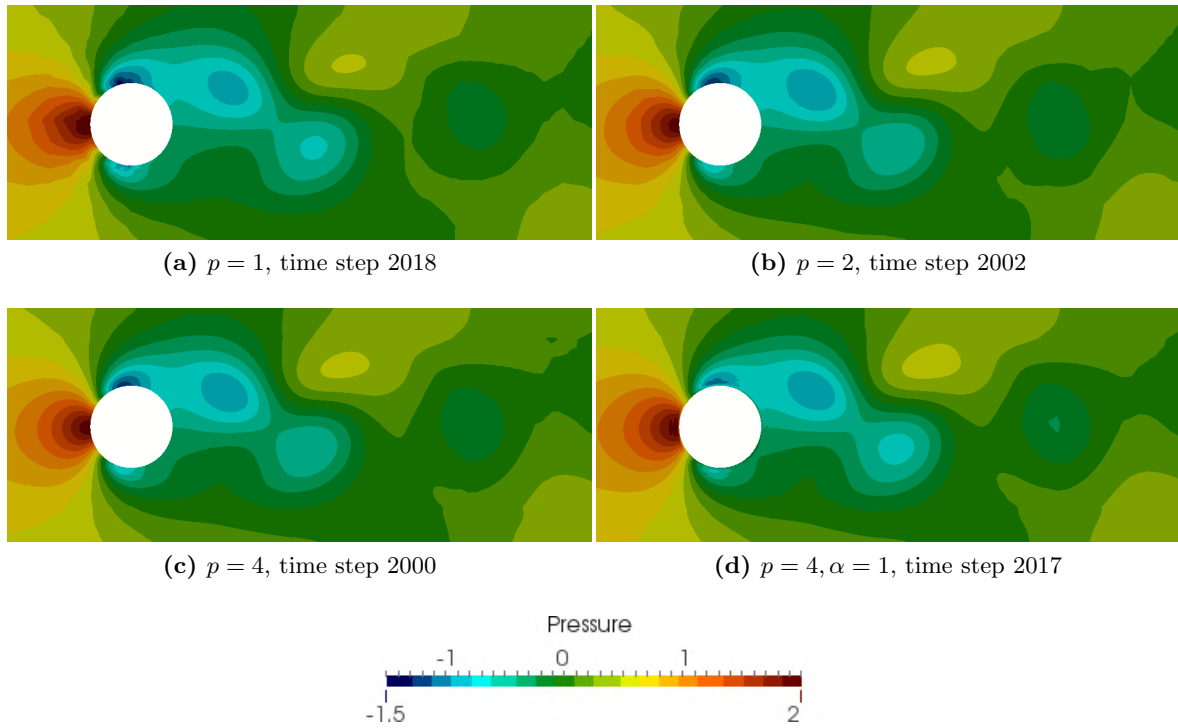 (a) p = 1, time step 2018
(b) p = 2, time step 2002
(c) p = 4, time step 2000
(d) p = 4, α = 1, time step 2017
Pressure
-1 0 1
-1.5 2